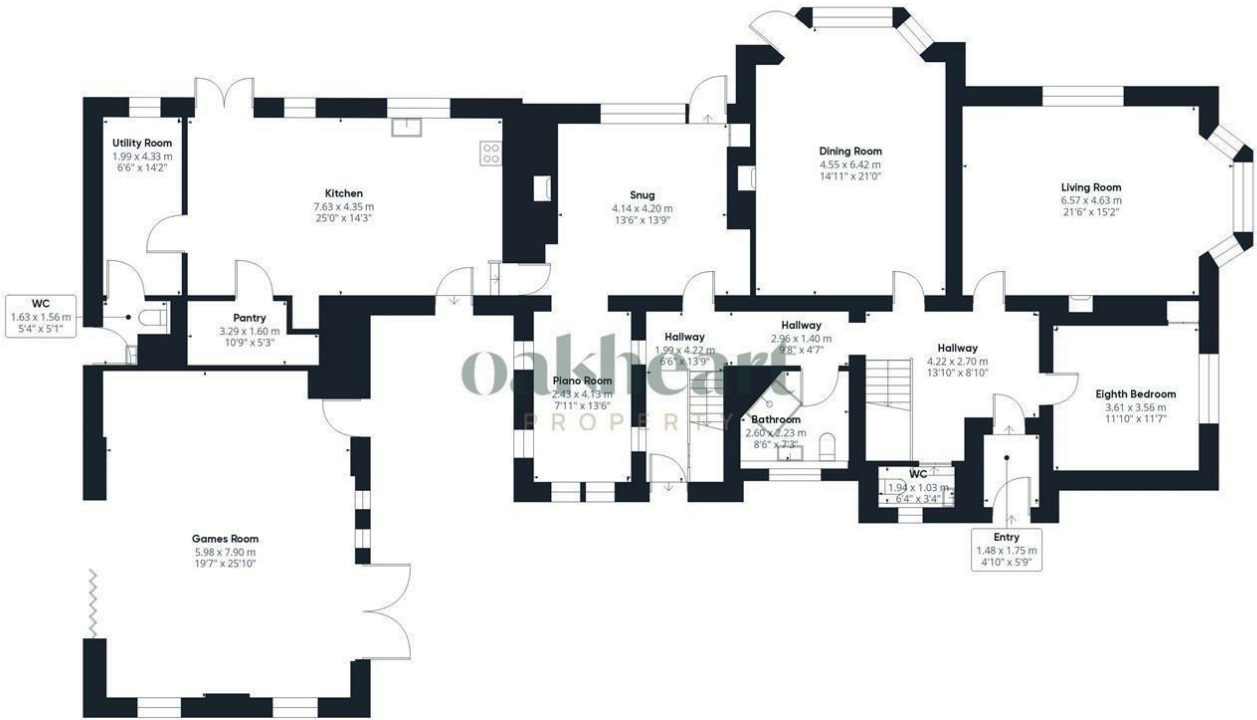 Utility Room
1.99 x 4.33 m
6'6" x 14'2"
Kitchen
7.63 x 4.35 m
25'0" x 14'3"
Snug
4.14 x 4.20 m
13'6" x 13'9"
Dining Room
4.55 x 6.42 m
14'11" x 21'0"
Living Room
6.57 x 4.63 m
21'6" x 15'2"
WC
1.63 x 1.56 m
5'4" x 5'1"
Pantry
3.29 x 1.60 m
10'9" x 5'3"
Hallway
1.99 x 4.22 m
6'6" x 13'9"
Hallway
2.96 x 1.40 m
9'8" x 4'7"
Hallway
4.22 x 2.70 m
13'10" x 8'10"
oakheart
PROPERTY
Piano Room
2.43 x 4.13 m
7'11" x 13'6"
Bathroom
2.60 x 2.23 m
8'6" x 7'3"
Eighth Bedroom
3.61 x 3.56 m
11'10" x 11'7"
WC
1.94 x 1.03 m
6'4" x 3'4"
Games Room
5.98 x 7.90 m
19'7" x 25'10"
Entry
1.48 x 1.75 m
4'10" x 5'9"